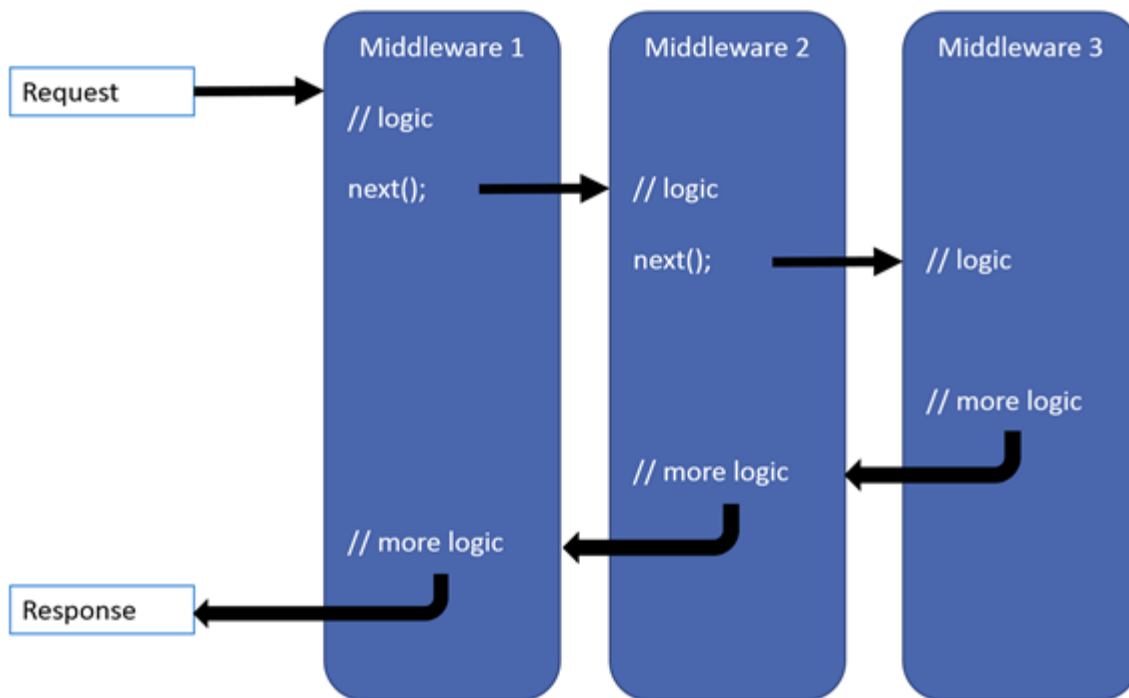 Middleware 1
Middleware 2
Middleware 3
Request
// logic
next();
// logic
next();
// logic
// more logic
// more logic
// more logic
Response